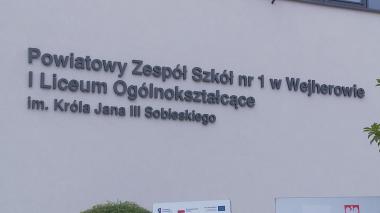 Powiatowy Zespół Szkół nr 1 w Wejherowie
I Liceum Ogólnokształcące
im. Króla Jana III Sobieskiego